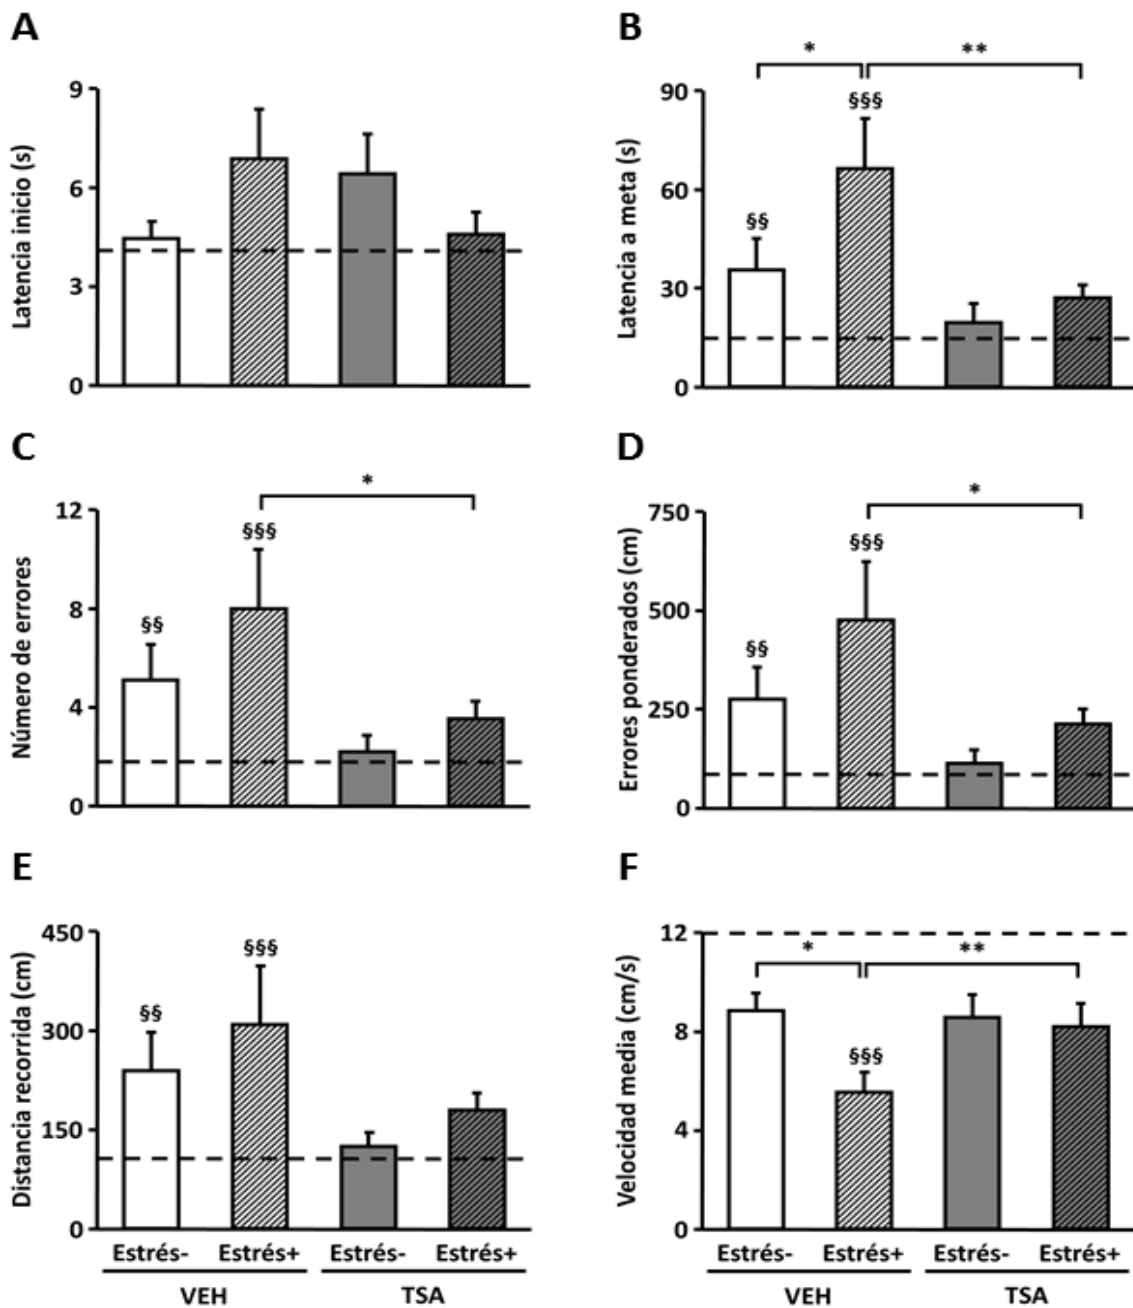 A
Latencia inicio (s)
9
6
3
0
B
* **
Latencia a meta (s)
90
60
30
0
§§ §§§
C
*
Número de errores
12
8
4
0
§§ §§§
D
*
Errores ponderados (cm)
750
500
250
0
§§ §§§
E
Distancia recorrida (cm)
450
300
150
0
§§ §§§
Estrés- Estrés+ Estrés- Estrés+
VEH TSA
F
Velocidad media (cm/s)
12
8
4
0
* **
§§§
Estrés- Estrés+ Estrés- Estrés+
VEH TSA